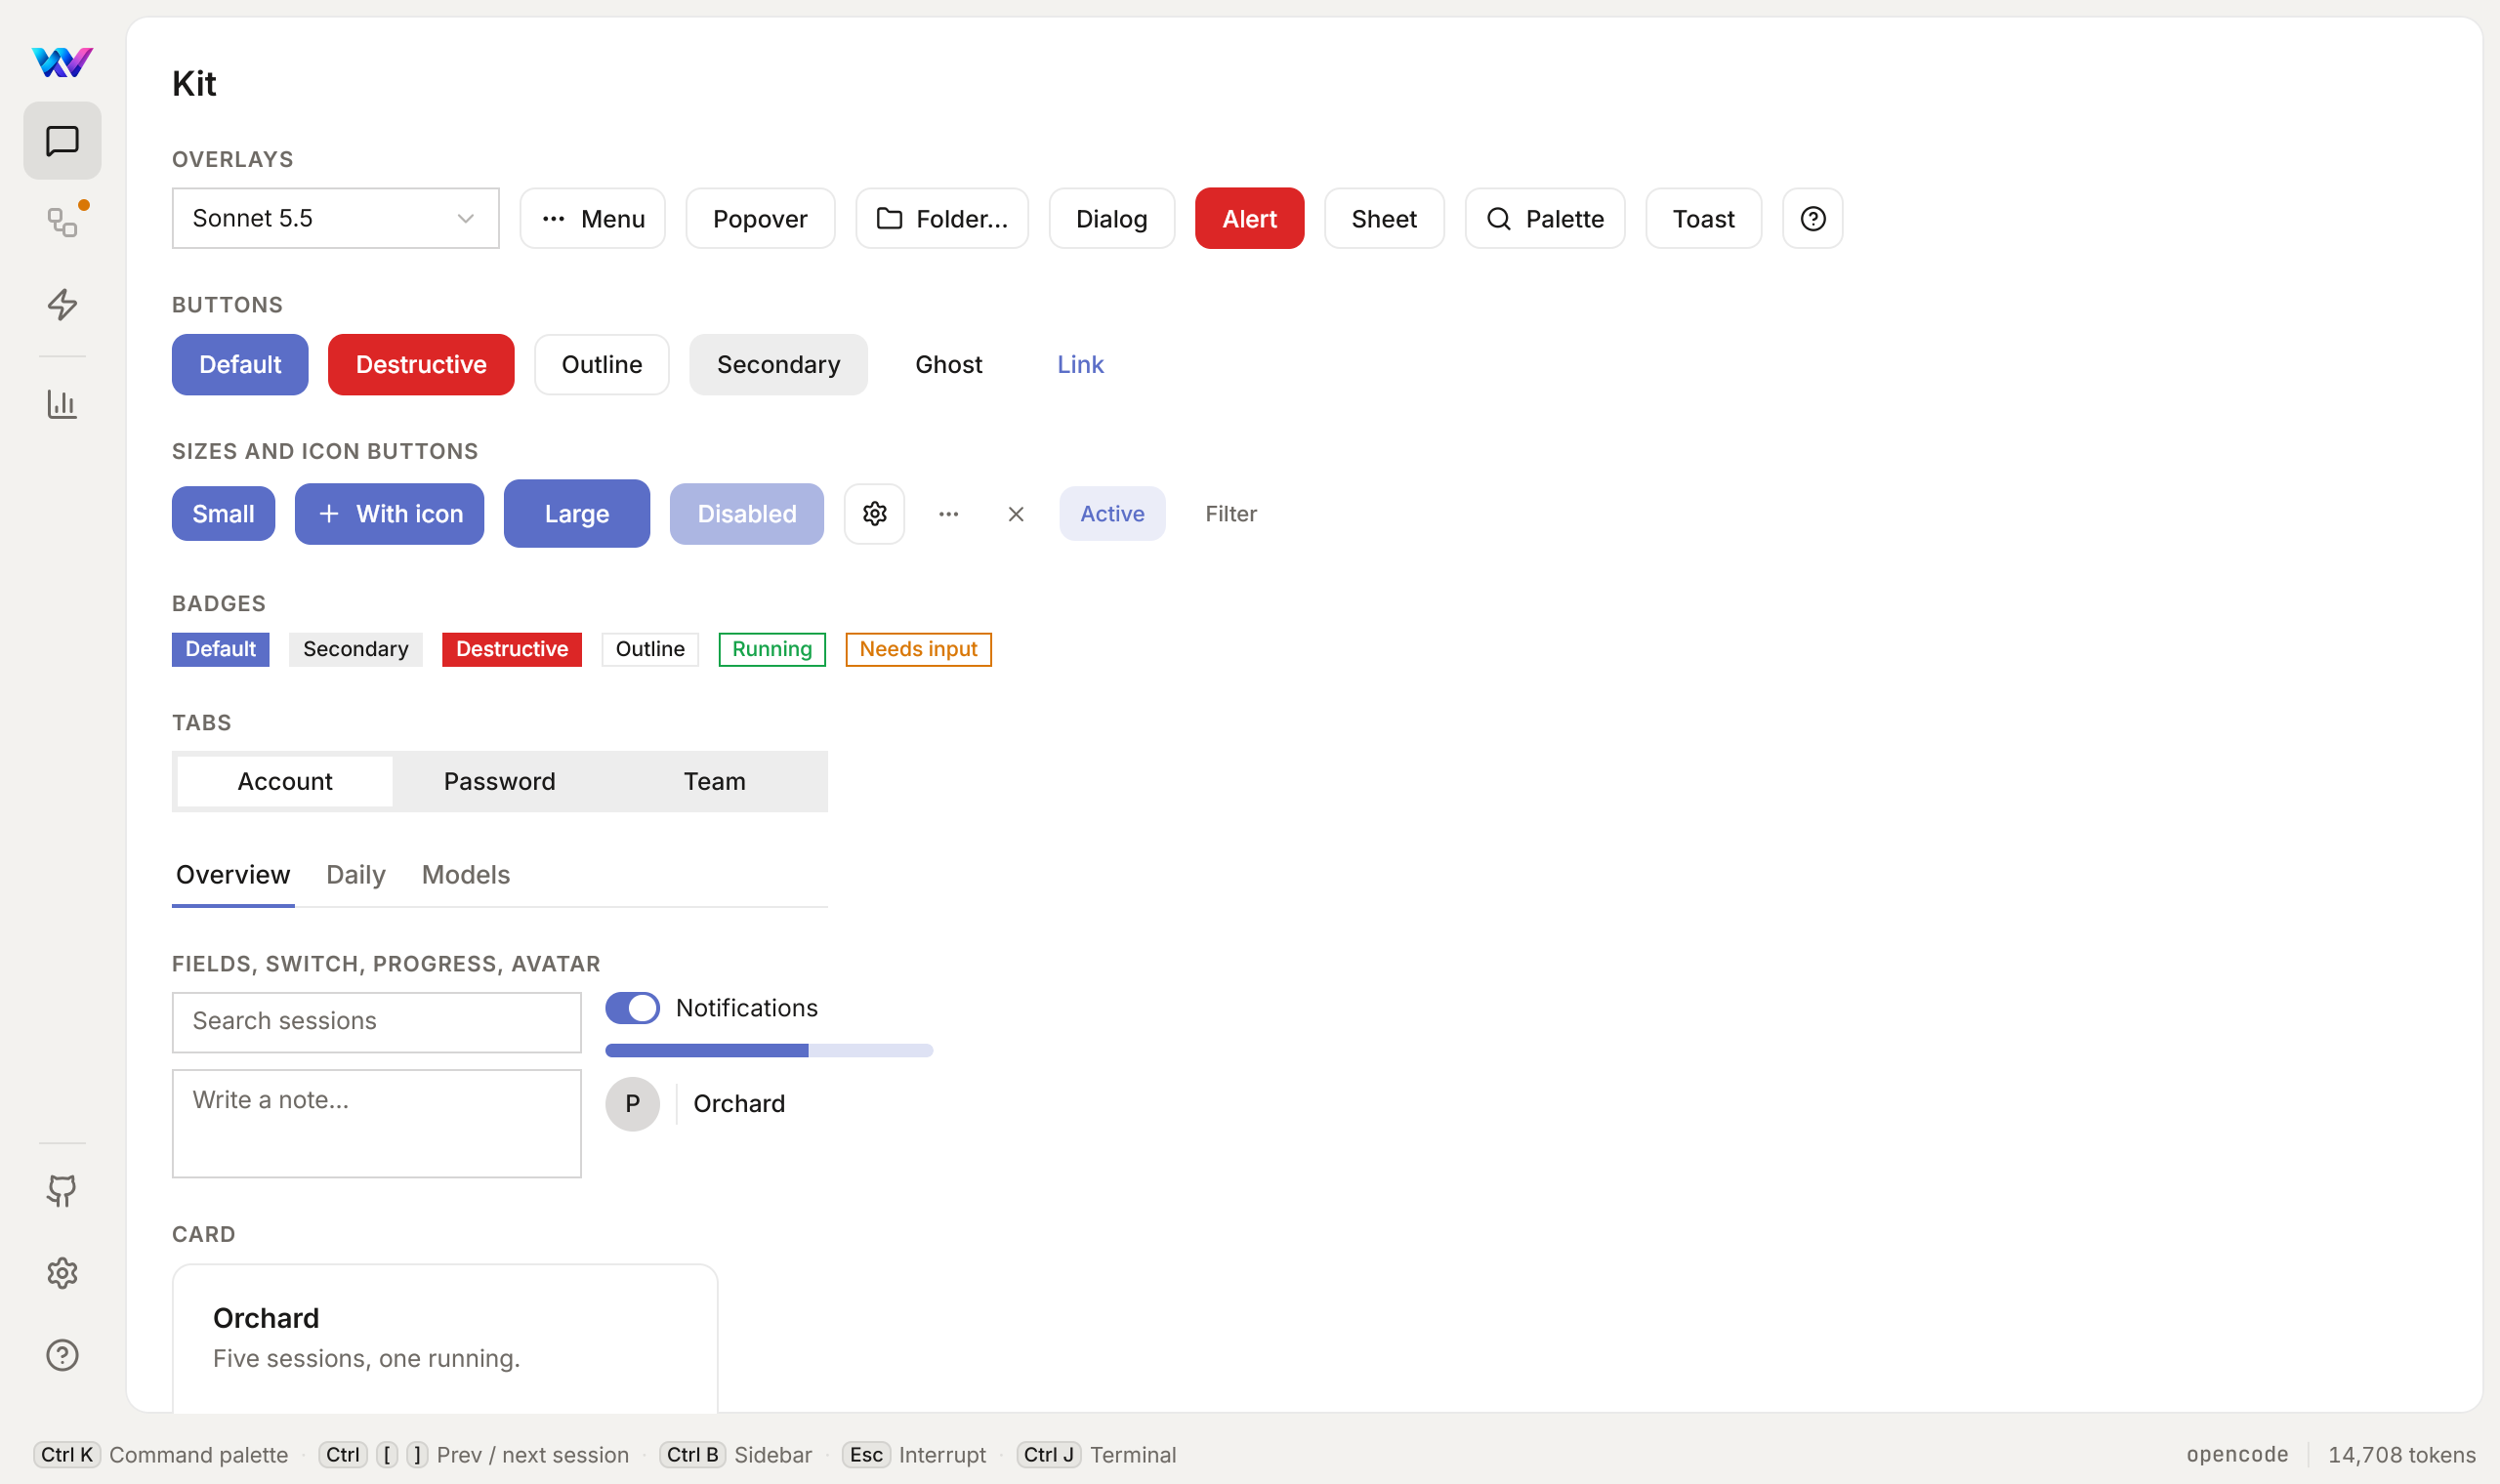 Kit
OVERLAYS
Sonnet 5.5 Menu Popover Folder... Dialog Alert Sheet Palette Toast
BUTTONS
Default Destructive Outline Secondary Ghost Link
SIZES AND ICON BUTTONS
Small With icon Large Disabled Active Filter
BADGES
Default Secondary Destructive Outline Running Needs input
TABS
Account Password Team
Overview Daily Models
FIELDS, SWITCH, PROGRESS, AVATAR
Search sessions Notifications
Write a note... P Orchard
CARD
Orchard
Five sessions, one running.
Ctrl K Command palette · Ctrl [ ] Prev / next session · Ctrl B Sidebar · Esc Interrupt · Ctrl J Terminal opencode 14,708 tokens